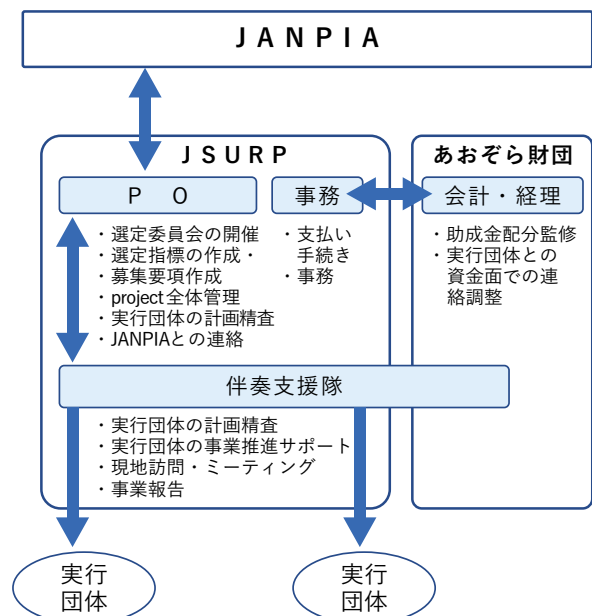 JANPIA
JSURP
PO
・選定委員会の開催
・選定指標の作成・
・募集要項作成
・project全体管理
・実行団体の計画精査
・JANPIAとの連絡
事務
・支払い
手続き
・事務
あおぞら財団
会計・経理
・助成金配分監修
・実行団体との
資金面での連
絡調整
伴奏支援隊
・実行団体の計画精査
・実行団体の事業推進サポート
・現地訪問・ミーティング
・事業報告
実行
団体
実行
団体